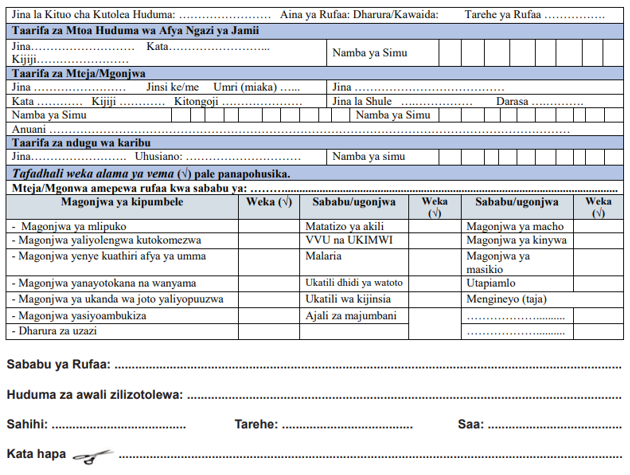 Jina la Kituo cha Kutolea Huduma: …………………… Aina ya Rufaa: Dharura/Kawaida: Tarehe ya Rufaa ……………
Taarifa za Mtoa Huduma wa Afya Ngazi ya Jamii
Jina……………………… Kata…………………..
Kijiji…………………… Namba ya Simu
Taarifa za Mteja/Mgonjwa
Jina …………………… Jinsi ke/me Umri (miaka) …... Jina …………………………………
Kata ………… Kijiji ………… Kitongoji ………………… Jina la Shule ……………… Darasa ………….
Namba ya Simu Namba ya Simu
Anuani ………………………………………………………………………………………………………………………
Taarifa za ndugu wa karibu
Jina……………………. Uhusiano: ………………………… Namba ya simu
Tafadhali weka alama ya vema (√) pale panapohusika.
Mteja/Mgonwa amepewa rufaa kwa sababu ya: ……….....................................................................................
Magonjwa ya kipumbele Weka (√) Sababu/ugonjwa Weka (√) Sababu/ugonjwa Weka (√)
- Magonjwa ya mlipuko Matatizo ya akili Magonjwa ya macho
- Magonjwa yaliyolengwa kutokomezwa VVU na UKIMWI Magonjwa ya kinywa
- Magonjwa yenye kuathiri afya ya umma Malaria Magonjwa ya masikio
- Magonjwa yanayotokana na wanyama Ukatili dhidi ya watoto Utapiamlo
- Magonjwa ya ukanda wa joto yaliyopuuzwa Ukatili wa kijinsia Mengineyo (taja)
- Magonjwa yasiyoambukiza Ajali za majumbani ………………..........
- Dharura za uzazi ………………..........
Sababu ya Rufaa: ..........................................................................................................
Huduma za awali zilizotolewa: .....................................................................................
Sahihi: ....................................... Tarehe: ...................................... Saa: .......................................
Kata hapa ..........................................................................................................